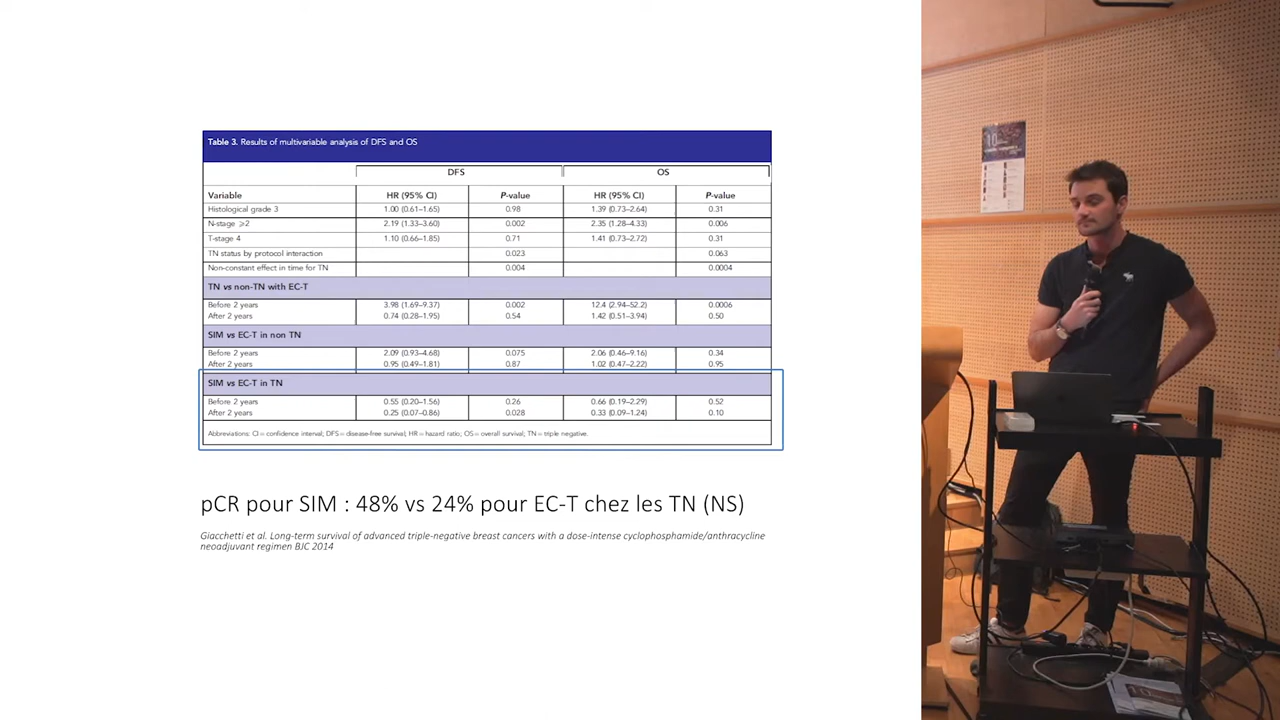 Table 3. Results of multivariable analysis of DFS and OS
DFS OS
Variable HR (95% CI) P-value HR (95% CI) P-value
Histological grade 3 1.00 (0.61–1.65) 0.98 1.39 (0.73–2.64) 0.31
N-stage ⩾2 2.19 (1.33–3.60) 0.002 2.35 (1.28–4.33) 0.006
T-stage 4 1.10 (0.66–1.85) 0.71 1.41 (0.73–2.72) 0.31
TN status by protocol interaction 0.023 0.063
Non-constant effect in time for TN 0.004 0.0004
TN vs non-TN with EC-T
Before 2 years 3.98 (1.69–9.37) 0.002 12.4 (2.94–52.2) 0.0006
After 2 years 0.74 (0.28–1.95) 0.54 1.42 (0.51–3.94) 0.50
SIM vs EC-T in non TN
Before 2 years 2.09 (0.93–4.68) 0.075 2.06 (0.46–9.16) 0.34
After 2 years 0.95 (0.49–1.81) 0.87 1.02 (0.47–2.22) 0.95
SIM vs EC-T in TN
Before 2 years 0.55 (0.20–1.56) 0.26 0.66 (0.19–2.29) 0.52
After 2 years 0.25 (0.07–0.86) 0.028 0.33 (0.09–1.24) 0.10
Abbreviations: CI = confidence interval; DFS = disease-free survival; HR = hazard ratio; OS = overall survival; TN = triple negative.
pCR pour SIM : 48% vs 24% pour EC-T chez les TN (NS)
Giacchetti et al. Long-term survival of advanced triple-negative breast cancers with a dose-intense cyclophosphamide/anthracycline
neoadjuvant regimen BJC 2014
10